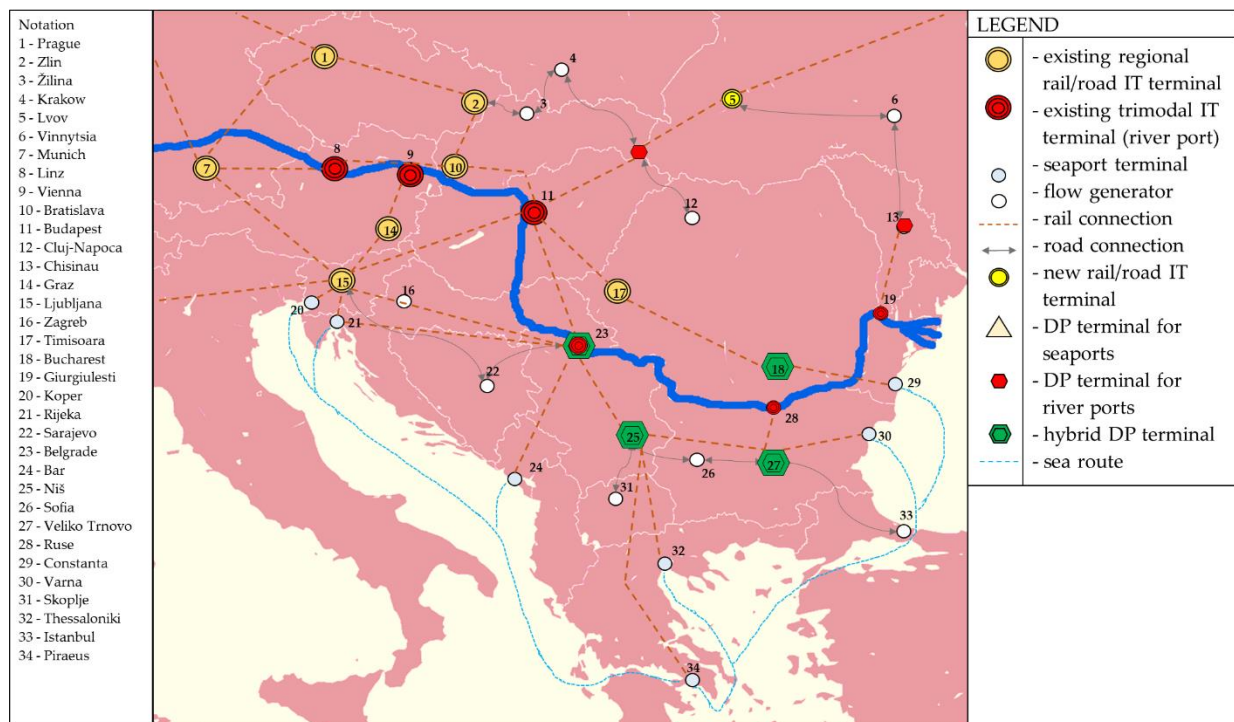 Notation
1 - Prague
2 - Zlin
3 - Žilina
4 - Krakow
5 - Lvov
6 - Vinnytsia
7 - Munich
8 - Linz
9 - Vienna
10 - Bratislava
11 - Budapest
12 - Cluj-Napoca
13 - Chisinau
14 - Graz
15 - Ljubljana
16 - Zagreb
17 - Timisoara
18 - Bucharest
19 - Giurgiulesti
20 - Koper
21 - Rijeka
22 - Sarajevo
23 - Belgrade
24 - Bar
25 - Niš
26 - Sofia
27 - Veliko Trnovo
28 - Ruse
29 - Constanta
30 - Varna
31 - Skoplje
32 - Thessaloniki
33 - Istanbul
34 - Piraeus
4
1
5
2
3
6
8
9
7
10
11
12
13
14
15
16
17
20
19
21
23
18
22
29
28
25
30
26
27
24
31
33
32
34
LEGEND
- existing regional
rail/road IT terminal
- existing trimodal IT
terminal (river port)
- seaport terminal
- flow generator
- rail connection
- road connection
- new rail/road IT
terminal
- DP terminal for
seaports
- DP terminal for
river ports
- hybrid DP terminal
- sea route